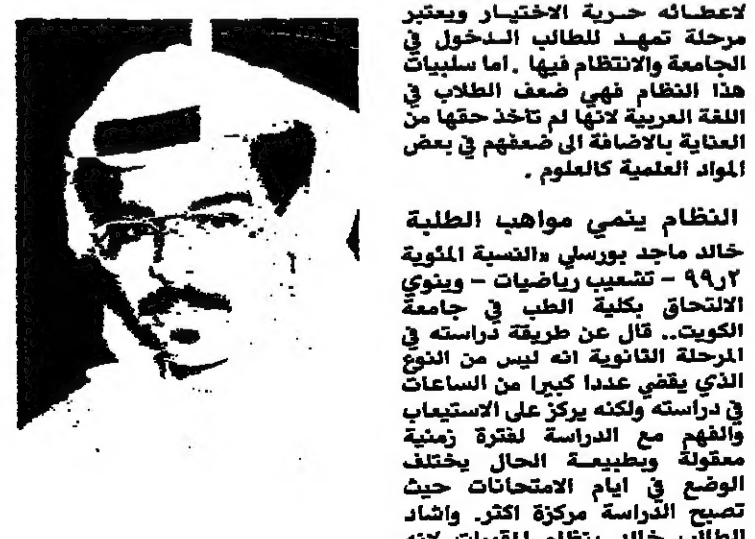 لاعطائه حرية الاختيار ويعتبر
مرحلة تمهد للطالب الدخول في
الجامعة والانتظام فيها . اما سلبيات
هذا النظام فهي ضعف الطلاب في
اللغة العربية لانها لم تأخذ حقها من
العناية بالاضافة الى ضعفهم في بعض
المواد العلمية كالعلوم .
النظام ينمي مواهب الطلبة
خالد ماجد بورسلي «النسبة المئوية
٩٩٫٢ – تشعيب رياضيات – وينوي
الالتحاق بكلية الطب في جامعة
الكويت.. قال عن طريقة دراسته في
المرحلة الثانوية انه ليس من النوع
الذي يقضي عددا كبيرا من الساعات
في دراسته ولكنه يركز على الاستيعاب
والفهم مع الدراسة لفترة زمنية
معقولة وبطبيعة الحال يختلف
الوضع في ايام الامتحانات حيث
تصبح الدراسة مركزة اكثر. واشاد
الطالب خالد بنظام المقررات لانه